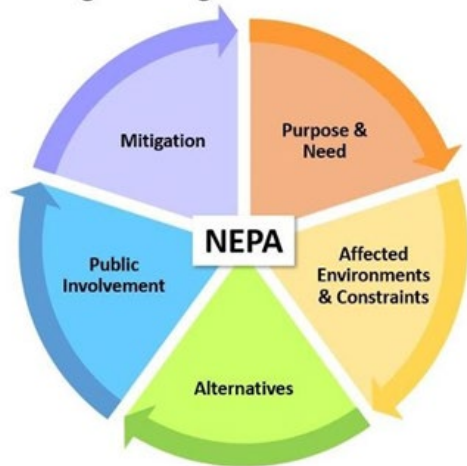 Mitigation
Purpose &
Need
NEPA
Public
Involvement
Affected
Environments
& Constraints
Alternatives